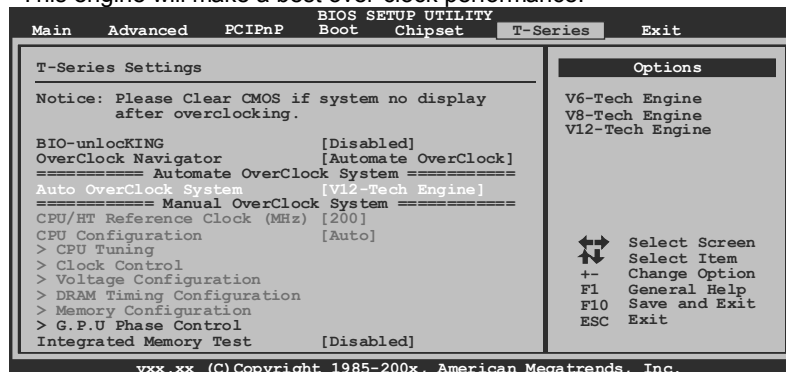 This engine will make a best over-clock performance.
BIOS SETUP UTILITY
Main Advanced PCIPnP Boot Chipset T-Series Exit
T-Series Settings
Notice: Please Clear CMOS if system no display
after overclocking.
BIO-unlocKING [Disabled]
OverClock Navigator [Automate OverClock]
=========== Automate OverClock System ===========
Auto OverClock System [V12-Tech Engine]
============ Manual OverClock System ============
CPU/HT Reference Clock (MHz) [200]
CPU Configuration [Auto]
> CPU Tuning
> Clock Control
> Voltage Configuration
> DRAM Timing Configuration
> Memory Configuration
> G.P.U Phase Control
Integrated Memory Test [Disabled]
Options
V6-Tech Engine
V8-Tech Engine
V12-Tech Engine
Select Screen
Select Item
+- Change Option
F1 General Help
F10 Save and Exit
ESC Exit
vxx.xx (C)Copyright 1985-200x, American Megatrends, Inc.